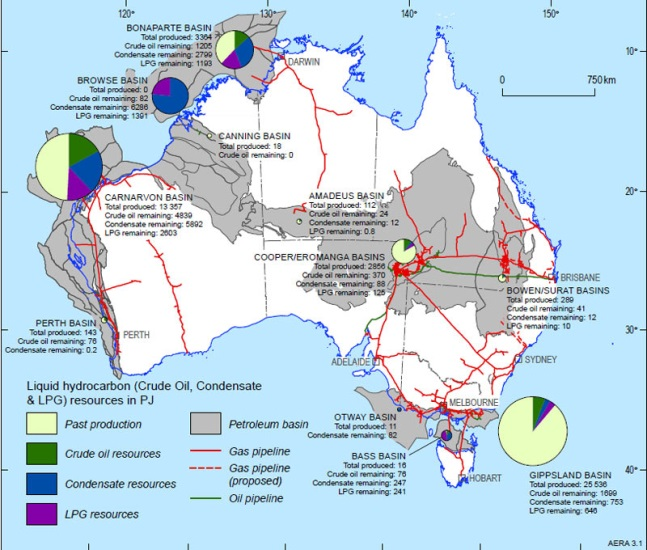 120°
130°
140°
150°
BONAPARTE BASIN
Total produced: 3364
Crude oil remaining: 1205
Condensate remaining: 2799
LPG remaining: 1193
10°
10°
DARWIN
0
750 km
BROWSE BASIN
Total produced: 0
Crude oil remaining: 82
Condensate remaining: 6286
LPG remaining: 1391
CANNING BASIN
Total produced: 18
Crude oil remaining: 0
20°
20°
CARNARVON BASIN
Total produced: 13 357
Crude oil remaining: 4839
Condensate remaining: 5892
LPG remaining: 2603
AMADEUS BASIN
Total produced: 112
Crude oil remaining: 24
Condensate remaining: 12
LPG remaining: 0.8
COOPER/EROMANGA BASINS
Total produced: 2856
Crude oil remaining: 370
Condensate remaining: 88
LPG remaining: 125
BRISBANE
BOWEN/SURAT BASINS
Total produced: 289
Crude oil remaining: 41
Condensate remaining: 12
LPG remaining: 10
PERTH BASIN
Total produced: 143
Crude oil remaining: 76
Condensate remaining: 0.2
PERTH
30°
30°
ADELAIDE
SYDNEY
MELBOURNE
OTWAY BASIN
Total produced: 11
Condensate remaining: 82
BASS BASIN
Total produced: 16
Crude oil remaining: 76
Condensate remaining: 247
LPG remaining: 241
HOBART
GIPPSLAND BASIN
Total produced: 25 536
Crude oil remaining: 1699
Condensate remaining: 753
LPG remaining: 646
40°
40°
Liquid hydrocarbon (Crude Oil, Condensate
& LPG) resources in PJ
Past production
Crude oil resources
Condensate resources
LPG resources
Petroleum basin
Gas pipeline
Gas pipeline
(proposed)
Oil pipeline
AERA 3.1